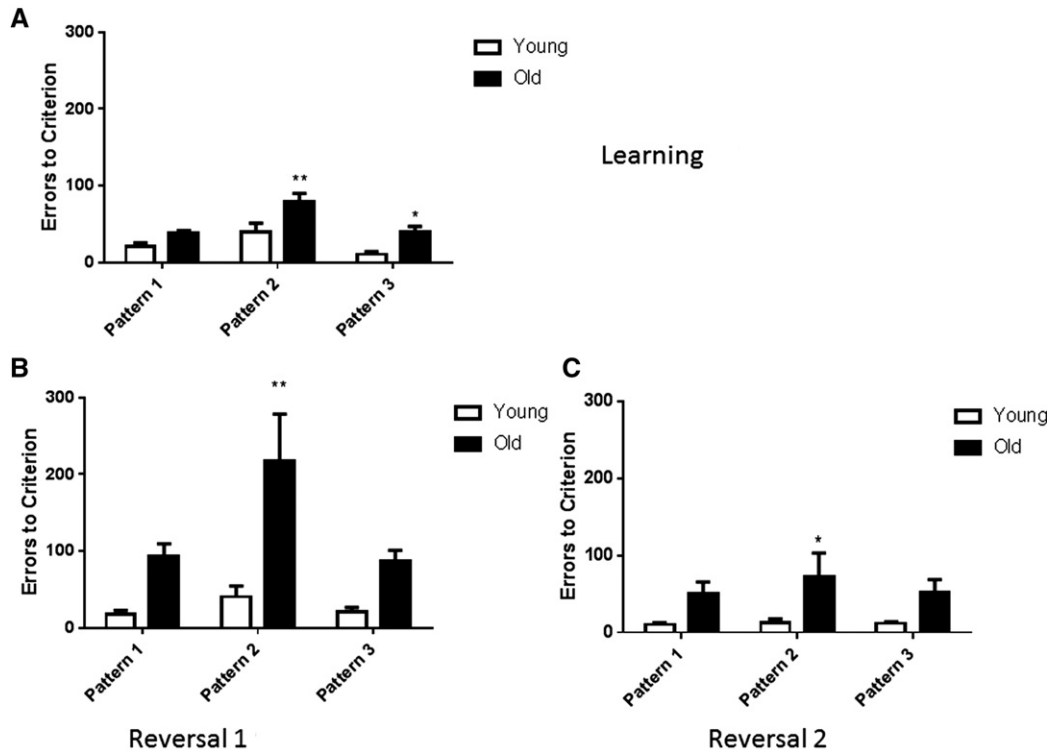 A
300
200
100
0
Errors to Criterion
Young
Old
**
*
Pattern 1
Pattern 2
Pattern 3
Learning
B
300
200
100
0
Errors to Criterion
**
Young
Old
Pattern 1
Pattern 2
Pattern 3
Reversal 1
C
300
200
100
0
Errors to Criterion
Young
Old
*
Pattern 1
Pattern 2
Pattern 3
Reversal 2